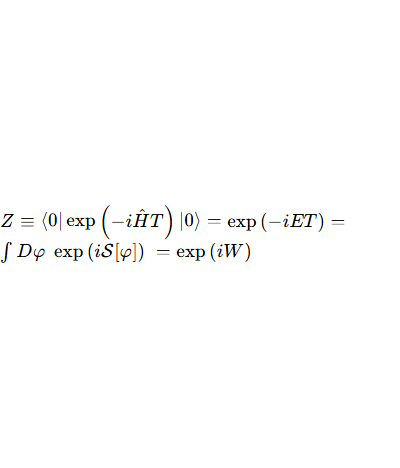 Z ≡ ⟨0| exp (−iĤT) |0⟩ = exp (−iET) =
∫ Dφ exp (i𝒮[φ]) = exp (iW)